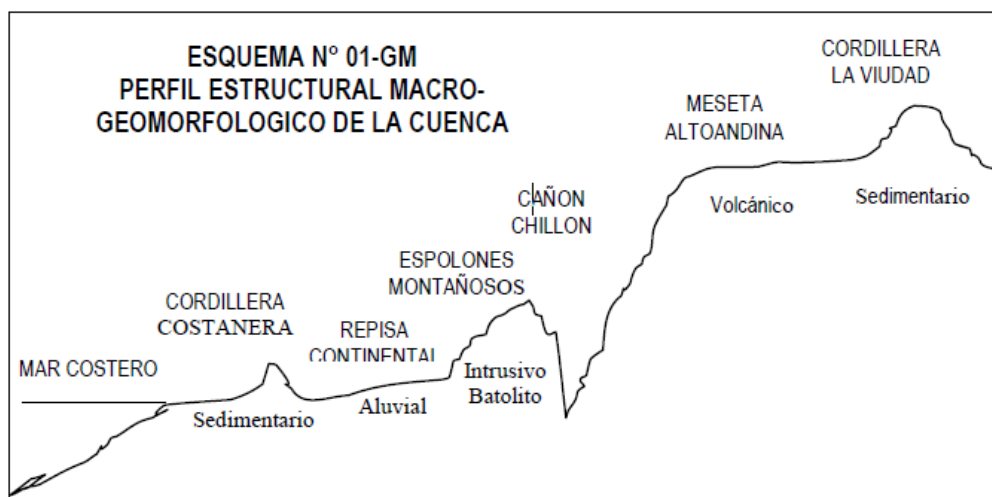 ESQUEMA N° 01-GM
PERFIL ESTRUCTURAL MACRO-
GEOMORFOLOGICO DE LA CUENCA
CORDILLERA
LA VIUDAD
MESETA
ALTOANDINA
Volcánico
Sedimentario
CAÑON
CHILLON
ESPOLONES
MONTAÑOSOS
CORDILLERA
COSTANERA
REPISA
CONTINENTAL
MAR COSTERO
Intrusivo
Batolito
Aluvial
Sedimentario